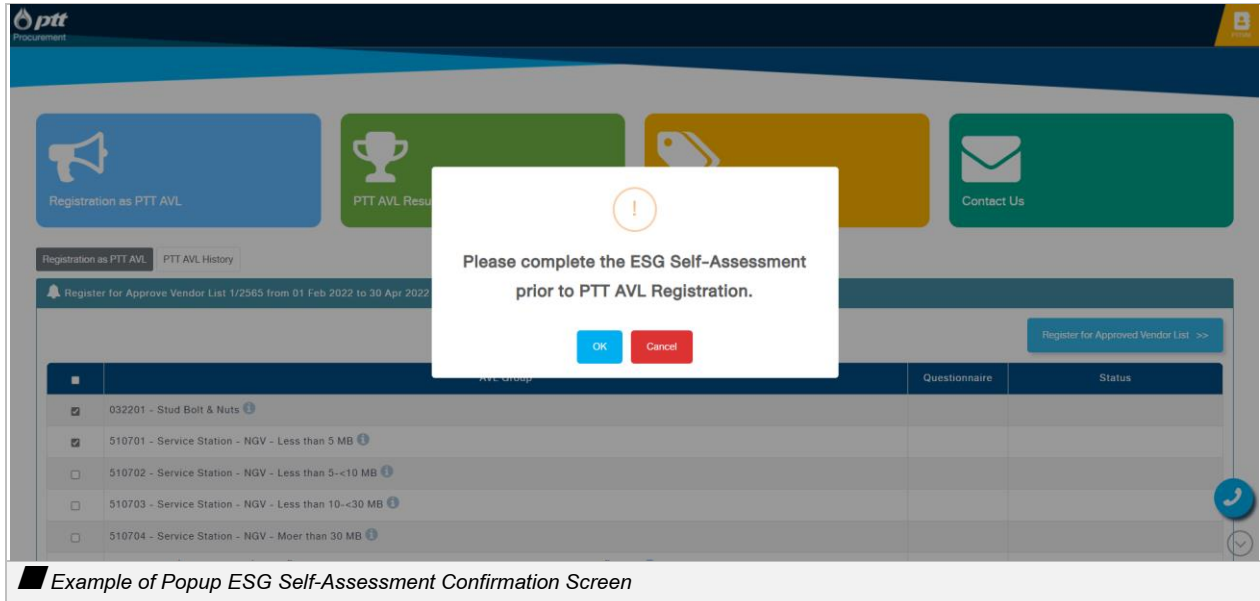 ptt
Procurement
Profile
Registration as PTT AVL
PTT AVL Resu
Contact Us
Please complete the ESG Self-Assessment
prior to PTT AVL Registration.
OK
Cancel
Registration as PTT AVL
PTT AVL History
Register for Approve Vendor List 1/2565 from 01 Feb 2022 to 30 Apr 2022
Register for Approved Vendor List >>
AVL Group
Questionnaire
Status
032201 - Stud Bolt & Nuts
510701 - Service Station - NGV - Less than 5 MB
510702 - Service Station - NGV - Less than 5-<10 MB
510703 - Service Station - NGV - Less than 10-<30 MB
510704 - Service Station - NGV - Moer than 30 MB
Example of Popup ESG Self-Assessment Confirmation Screen